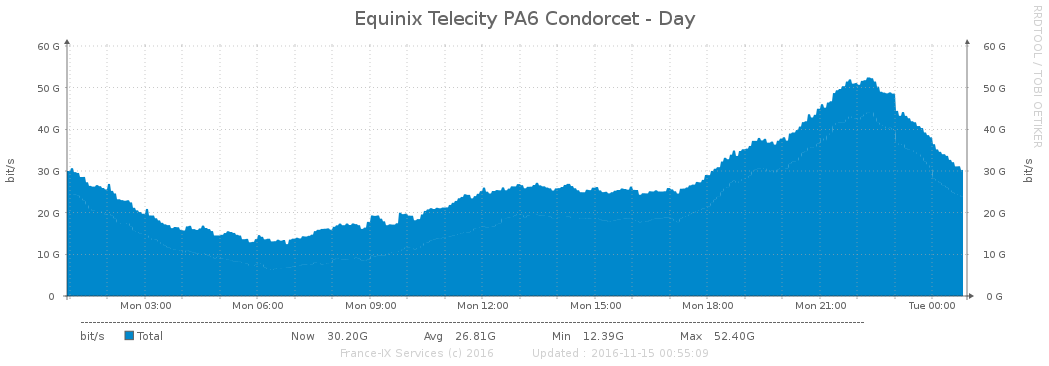 Equinix Telecity PA6 Condorcet - Day
RRDTOOL / TOBI OETIKER
60 G 60 G
50 G 50 G
40 G 40 G
30 G 30 G
20 G 20 G
10 G 10 G
0 0 G
bit/s bit/s
Mon 03:00 Mon 06:00 Mon 09:00 Mon 12:00 Mon 15:00 Mon 18:00 Mon 21:00 Tue 00:00
bit/s Total Now 30.20G Avg 26.81G Min 12.39G Max 52.40G
France-IX Services (c) 2016 Updated : 2016-11-15 00:55:09